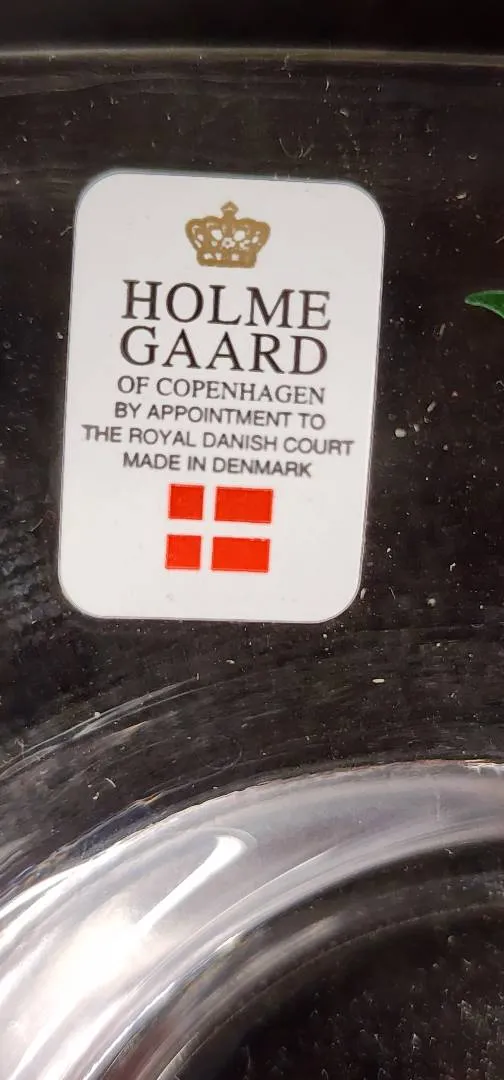 HOLME
GAARD
OF COPENHAGEN
BY APPOINTMENT TO
THE ROYAL DANISH COURT
MADE IN DENMARK